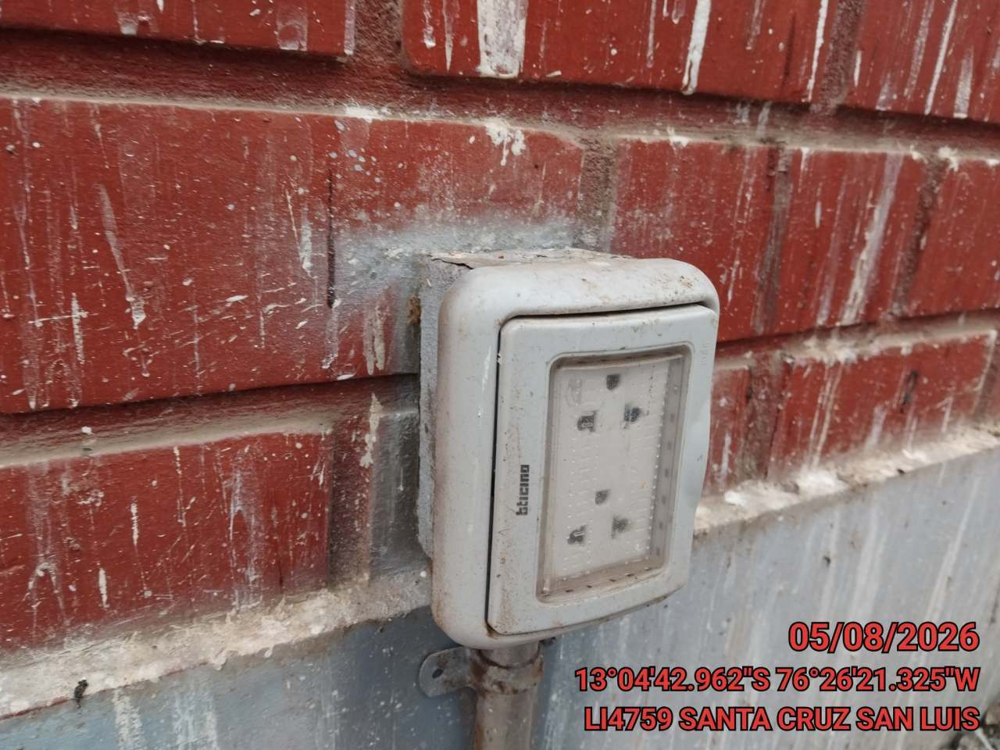 bticino
05/08/2026
13°04'42.962"S 76°26'21.325"W
LI4759 SANTA CRUZ SAN LUIS